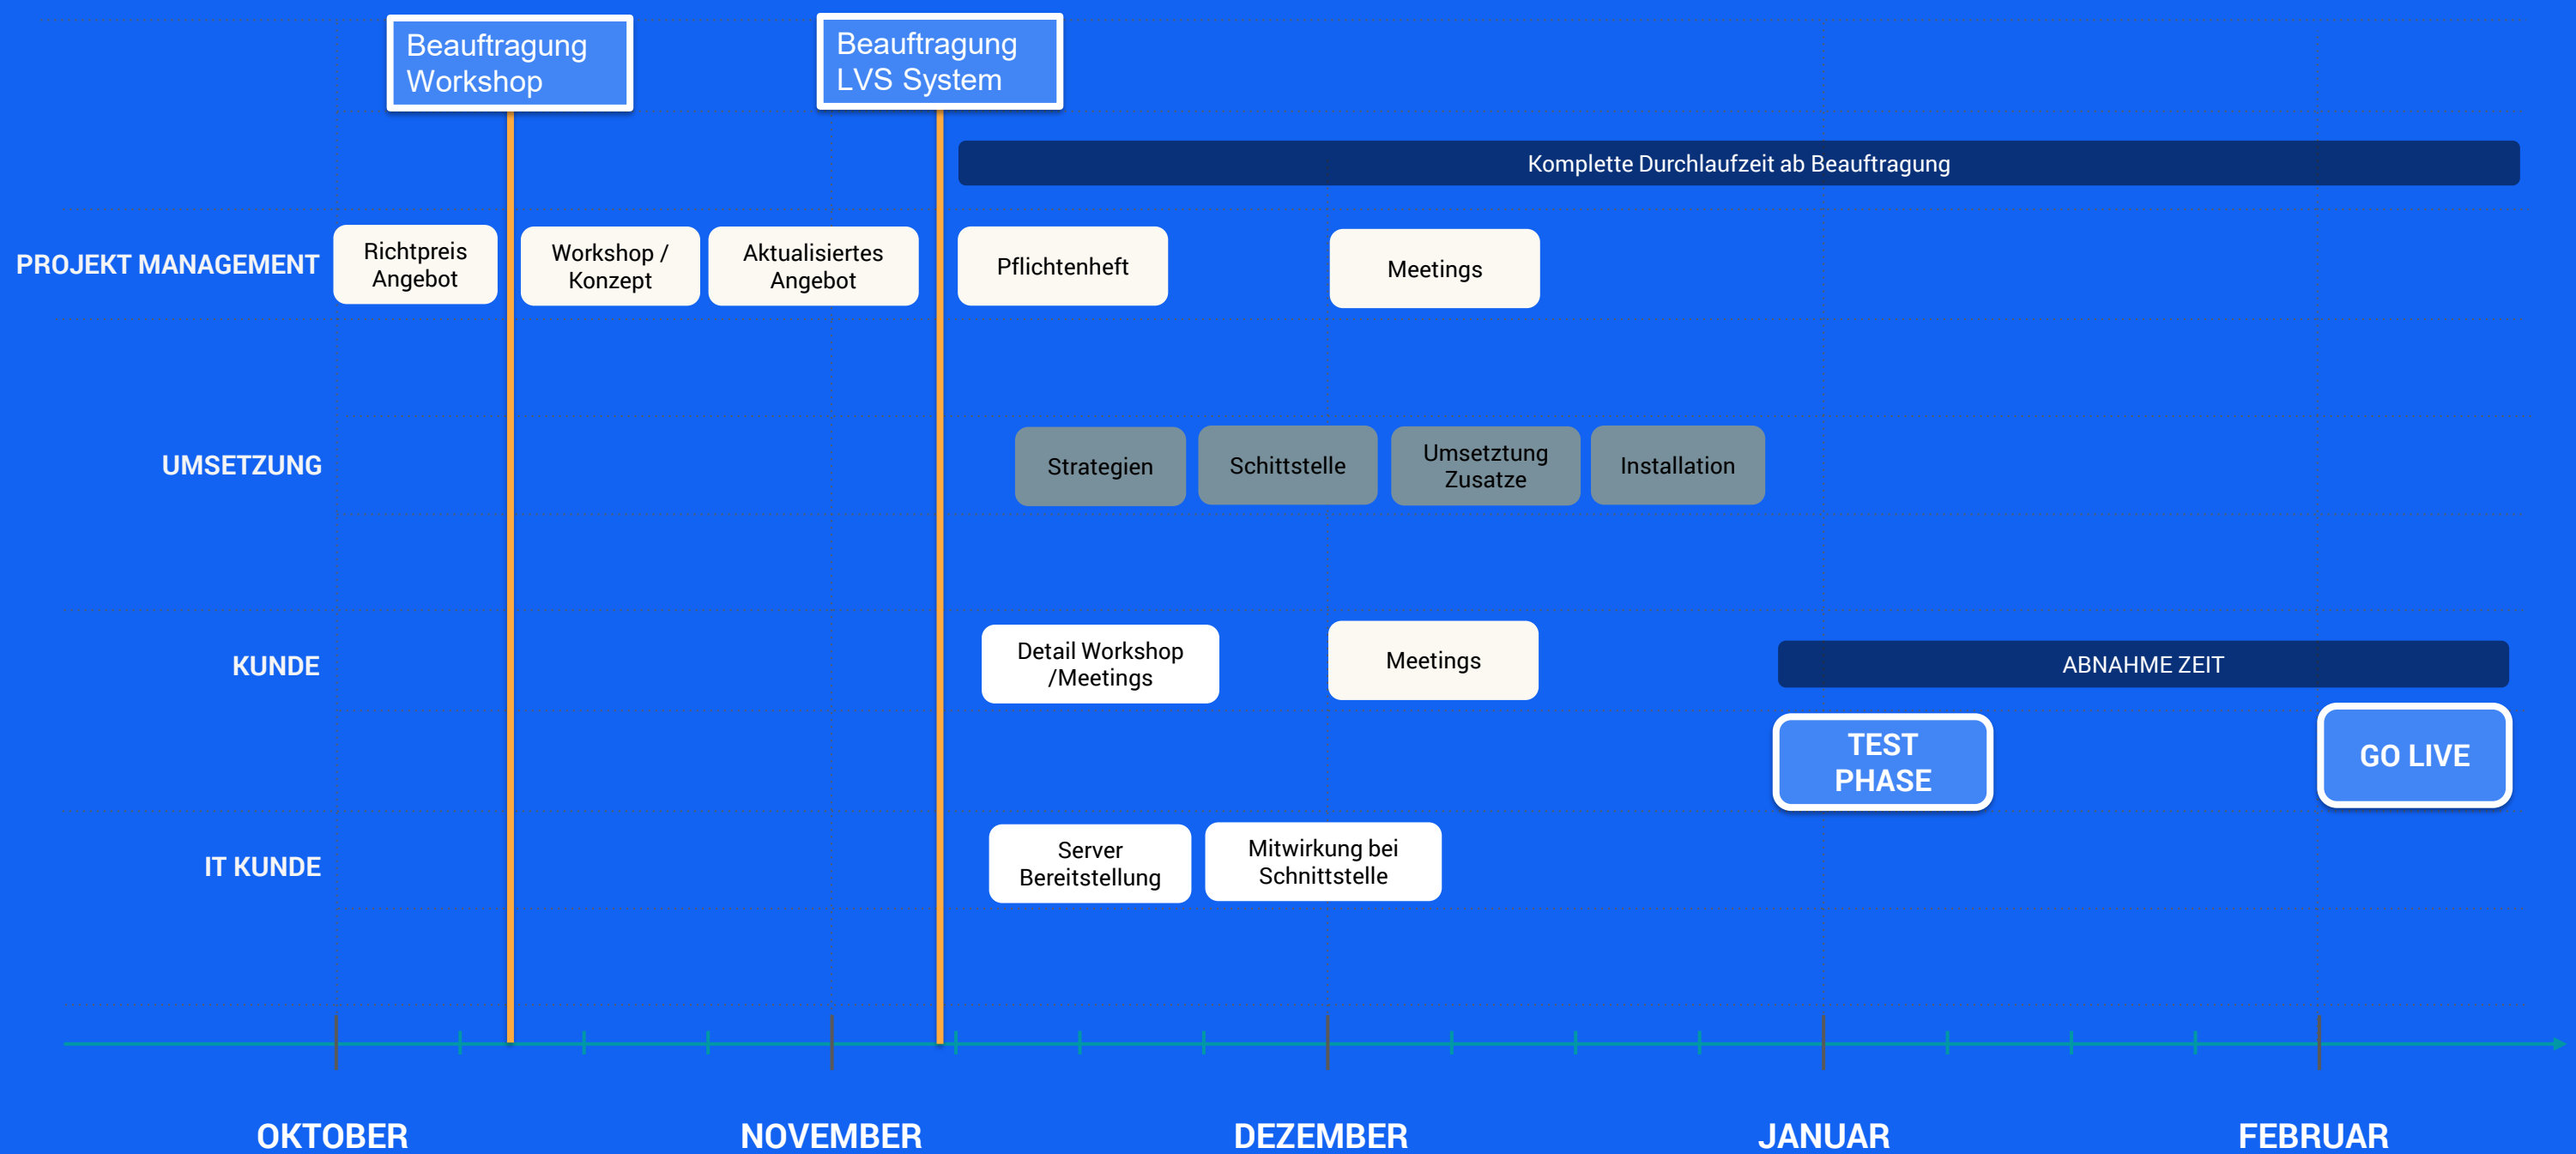 Beauftragung
Workshop
Beauftragung
LVS System
Komplette Durchlaufzeit ab Beauftragung
PROJEKT MANAGEMENT
Richtpreis
Angebot
Workshop /
Konzept
Aktualisiertes
Angebot
Pflichtenheft
Meetings
UMSETZUNG
Strategien
Schittstelle
Umsetztung
Zusatze
Installation
KUNDE
Detail Workshop
/Meetings
Meetings
ABNAHME ZEIT
TEST
PHASE
GO LIVE
IT KUNDE
Server
Bereitstellung
Mitwirkung bei
Schnittstelle
OKTOBER
NOVEMBER
DEZEMBER
JANUAR
FEBRUAR